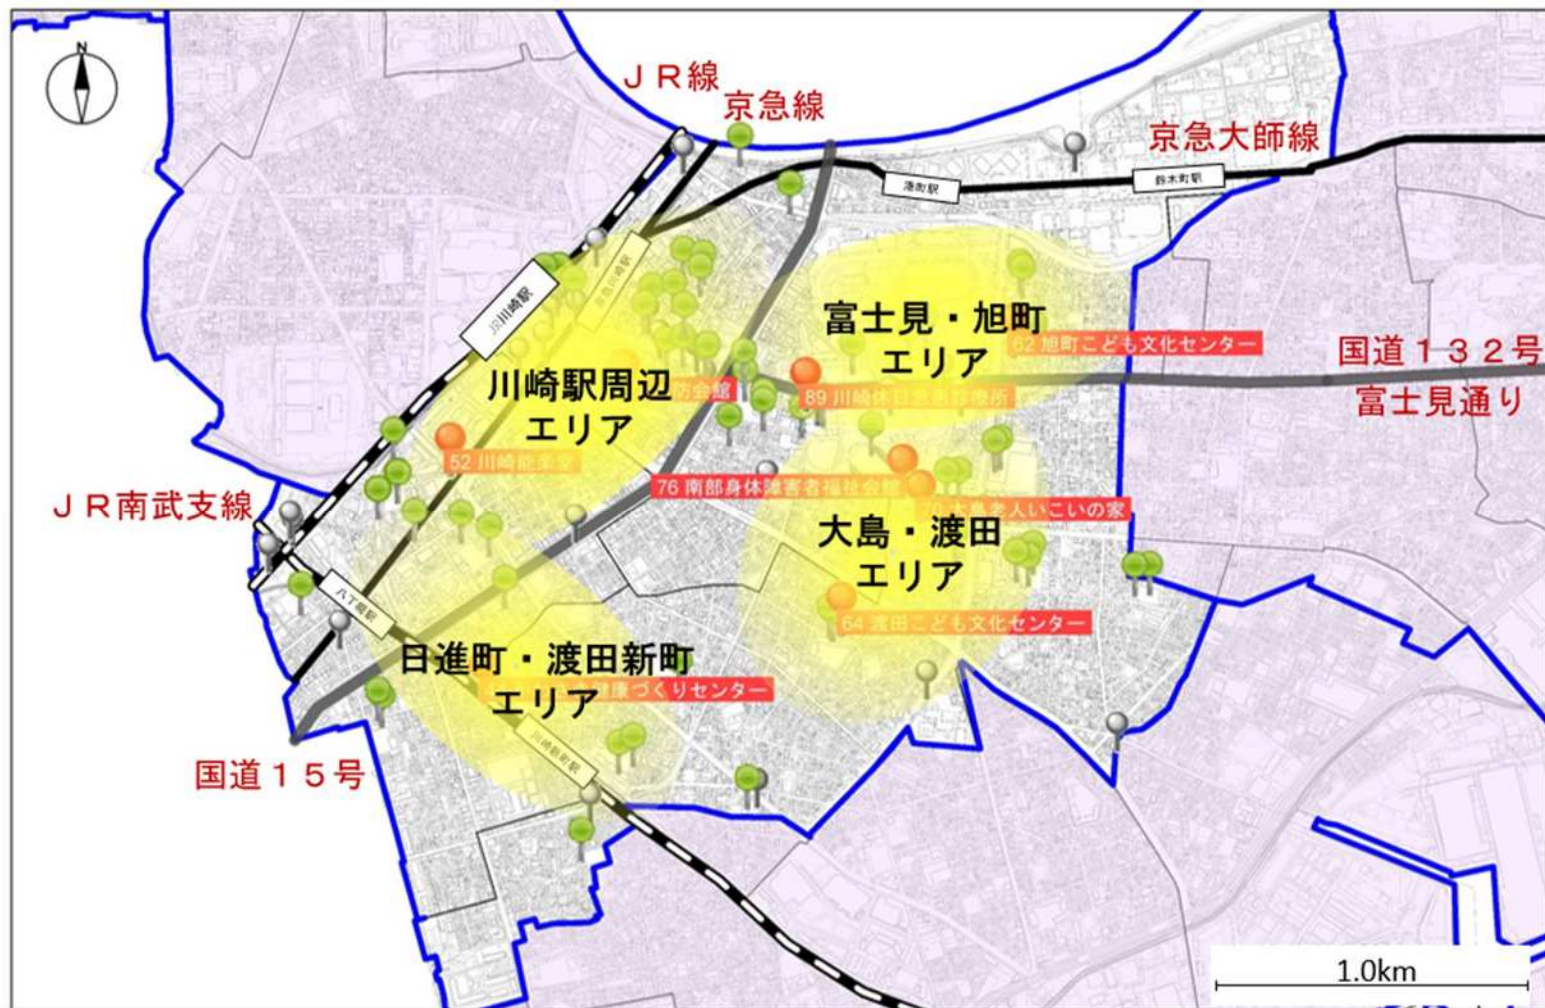 N
ＪＲ線
京急線
京急大師線
港町駅
鈴木町駅
京急川崎駅
JR川崎駅
富士見・旭町
エリア
62 旭町こども文化センター
国道１３２号
富士見通り
川崎駅周辺
エリア
会館
89 川崎休日急患診療所
52 川崎能楽堂
76 南部身体障害者福祉会館
大島老人いこいの家
ＪＲ南武支線
大島・渡田
エリア
八丁畷駅
64 渡田こども文化センター
日進町・渡田新町
エリア
健康づくりセンター
川崎新町駅
国道１５号
1.0km